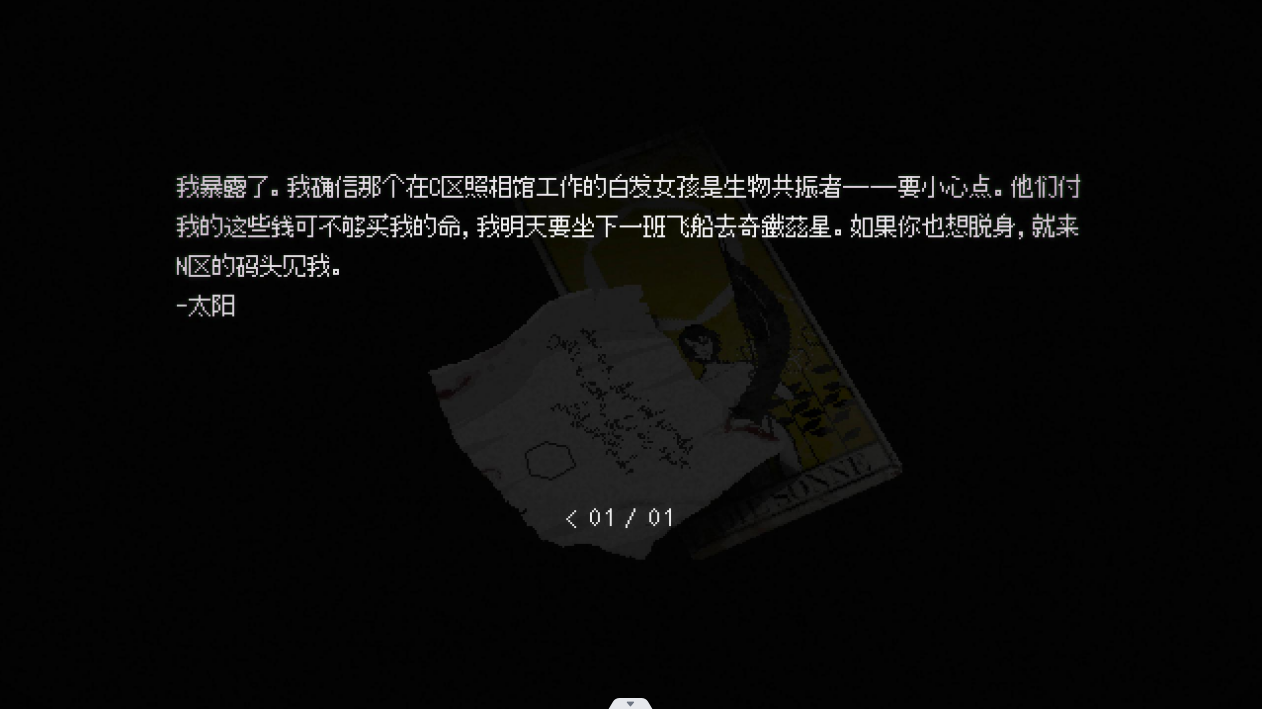 我暴露了。我确信那个在C区照相馆工作的白发女孩是生物共振者——要小心点。他们付
我的这些钱可不够买我的命，我明天要坐下一班飞船去奇巇兹星。如果你也想脱身，就来
N区的码头见我。
-太阳
DIE SONNE
< 01 / 01